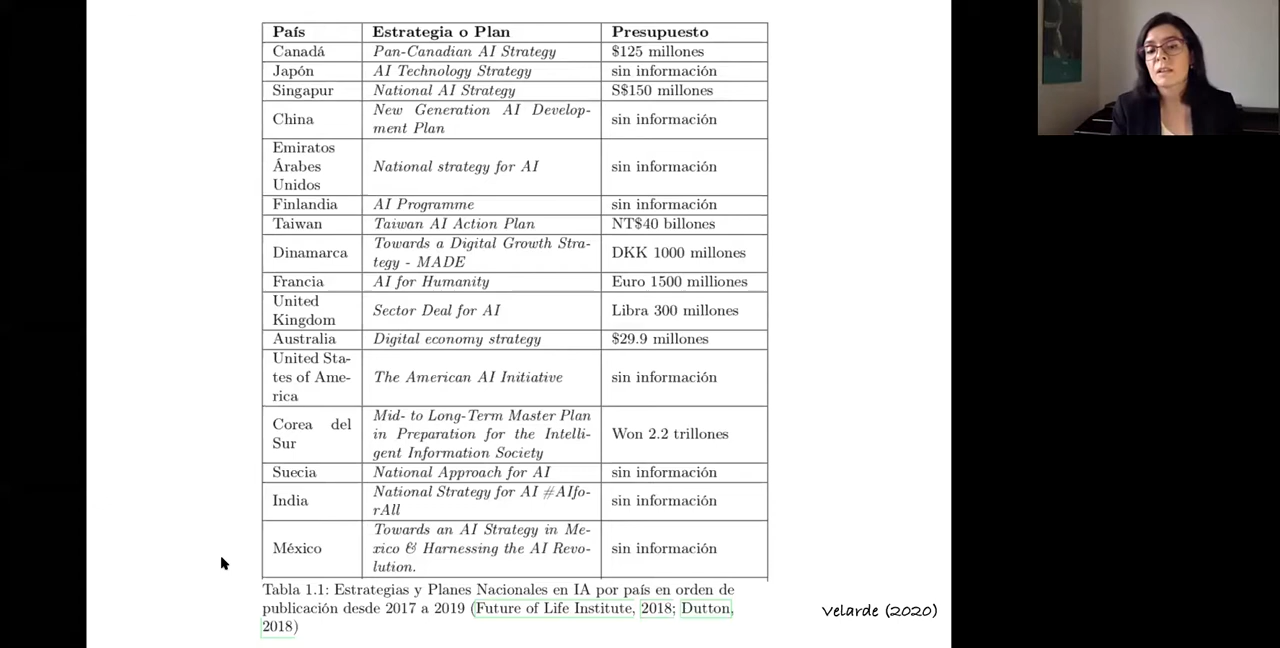 País Estrategia o Plan Presupuesto
Canadá Pan-Canadian AI Strategy $125 millones
Japón AI Technology Strategy sin información
Singapur National AI Strategy S$150 millones
China New Generation AI Develop-
ment Plan sin información
Emiratos
Árabes
Unidos National strategy for AI sin información
Finlandia AI Programme sin información
Taiwan Taiwan AI Action Plan NT$40 billones
Dinamarca Towards a Digital Growth Stra-
tegy - MADE DKK 1000 millones
Francia AI for Humanity Euro 1500 milliones
United
Kingdom Sector Deal for AI Libra 300 millones
Australia Digital economy strategy $29.9 millones
United Sta-
tes of Ame-
rica The American AI Initiative sin información
Corea del
Sur Mid- to Long-Term Master Plan
in Preparation for the Intelli-
gent Information Society Won 2.2 trillones
Suecia National Approach for AI sin información
India National Strategy for AI #AIfo-
rAll sin información
México Towards an AI Strategy in Me-
xico & Harnessing the AI Revo-
lution. sin información
Tabla 1.1: Estrategias y Planes Nacionales en IA por país en orden de
publicación desde 2017 a 2019 (Future of Life Institute, 2018; Dutton,
2018)
Velarde (2020)